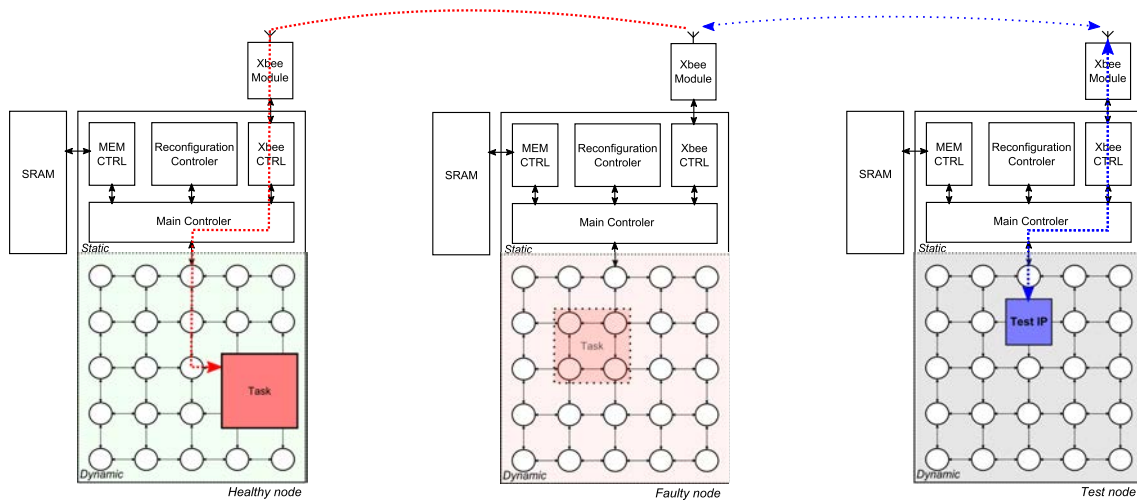 Xbee
Module
SRAM
MEM
CTRL
Reconfiguration
Controler
Xbee
CTRL
Main Controler
Static
Task
Dynamic
Healthy node
Xbee
Module
SRAM
MEM
CTRL
Reconfiguration
Controler
Xbee
CTRL
Main Controler
Static
Task
Dynamic
Faulty node
Xbee
Module
SRAM
MEM
CTRL
Reconfiguration
Controler
Xbee
CTRL
Main Controler
Static
Test IP
Dynamic
Test node